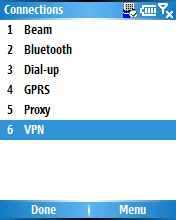 Connections
1 Beam
2 Bluetooth
3 Dial-up
4 GPRS
5 Proxy
6 VPN
Done Menu